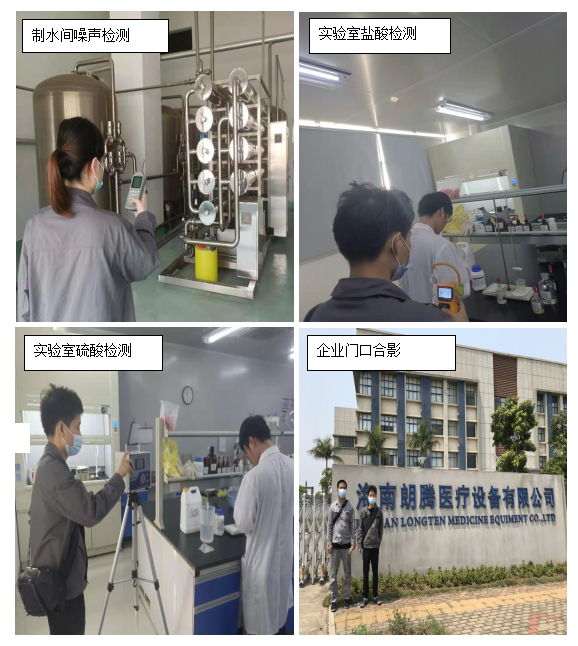 制水间噪声检测
实验室盐酸检测
实验室硫酸检测
企业门口合影
南朗腾医疗设备有限公司
AN LONGTEN MEDICINE EQUIPMENT CO.,LTD